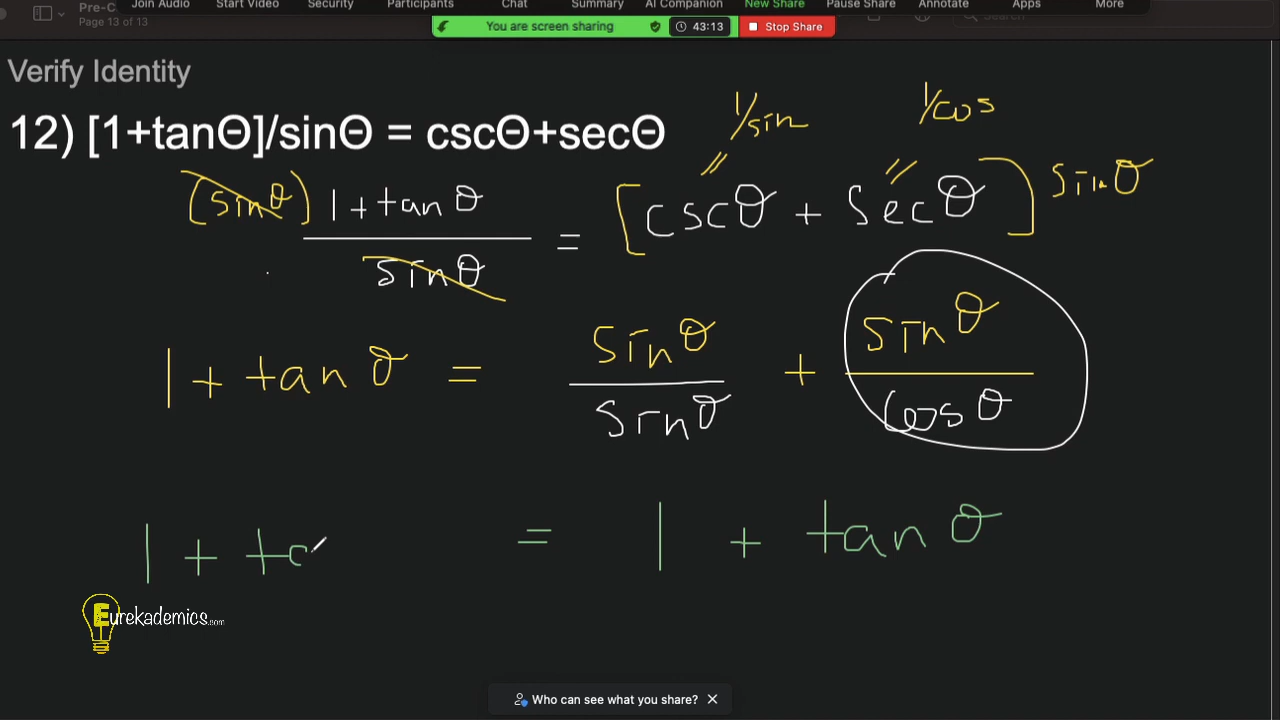 Pre-C
Page 13 of 13
Join Audio Start Video Security Participants Chat Summary AI Companion New Share Pause Share Annotate Apps More
Search
You are screen sharing 43:13 Stop Share
Verify Identity
12) [1+tanΘ]/sinΘ = cscΘ+secΘ
1/sin 1/cos
(sinθ) 1 + tan θ = [cscθ + secθ] sinθ
sinθ
1 + tan θ = sinθ + sinθ
sinθ cosθ
1 + ta = 1 + tan θ
Eurekademics.com
Who can see what you share?